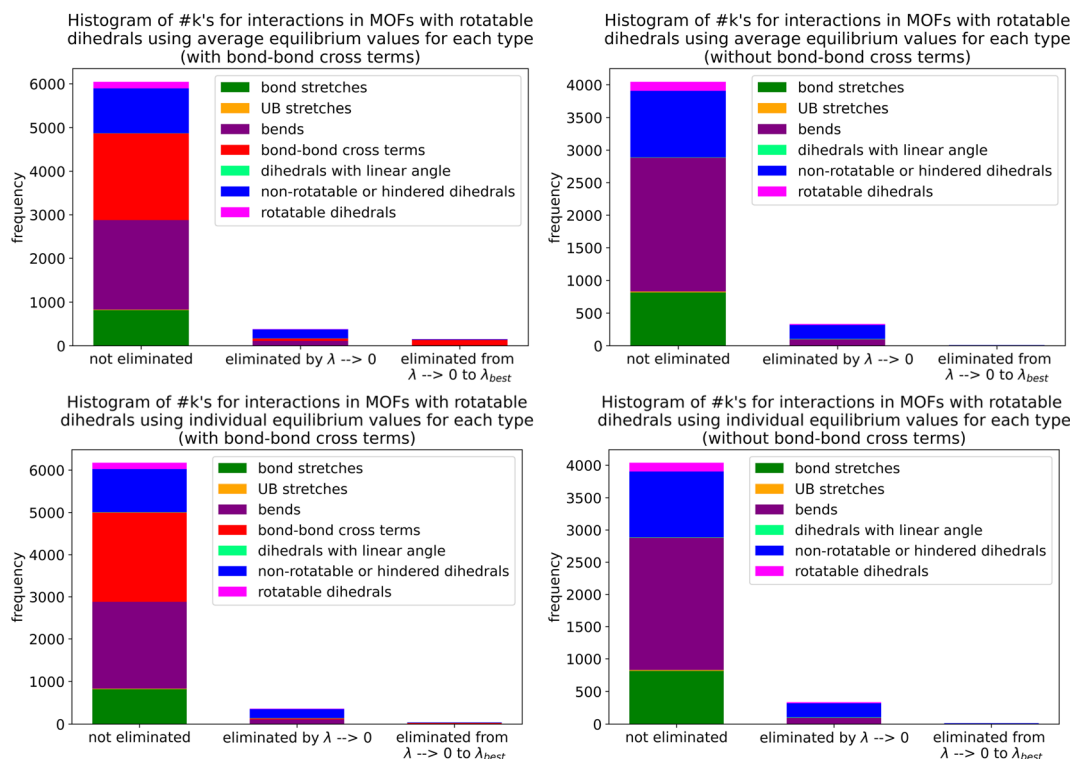 Histogram of #k's for interactions in MOFs with rotatable
dihedrals using average equilibrium values for each type
(with bond-bond cross terms)
6000
5000
4000
3000
2000
1000
0
frequency
bond stretches
UB stretches
bends
bond-bond cross terms
dihedrals with linear angle
non-rotatable or hindered dihedrals
rotatable dihedrals
not eliminated
eliminated by λ --> 0
eliminated from
λ --> 0 to λbest
Histogram of #k's for interactions in MOFs with rotatable
dihedrals using average equilibrium values for each type
(without bond-bond cross terms)
4000
3500
3000
2500
2000
1500
1000
500
0
frequency
bond stretches
UB stretches
bends
dihedrals with linear angle
non-rotatable or hindered dihedrals
rotatable dihedrals
not eliminated
eliminated by λ --> 0
eliminated from
λ --> 0 to λbest
Histogram of #k's for interactions in MOFs with rotatable
dihedrals using individual equilibrium values for each type
(with bond-bond cross terms)
6000
5000
4000
3000
2000
1000
0
frequency
bond stretches
UB stretches
bends
bond-bond cross terms
dihedrals with linear angle
non-rotatable or hindered dihedrals
rotatable dihedrals
not eliminated
eliminated by λ --> 0
eliminated from
λ --> 0 to λbest
Histogram of #k's for interactions in MOFs with rotatable
dihedrals using individual equilibrium values for each type
(without bond-bond cross terms)
4000
3500
3000
2500
2000
1500
1000
500
0
frequency
bond stretches
UB stretches
bends
dihedrals with linear angle
non-rotatable or hindered dihedrals
rotatable dihedrals
not eliminated
eliminated by λ --> 0
eliminated from
λ --> 0 to λbest